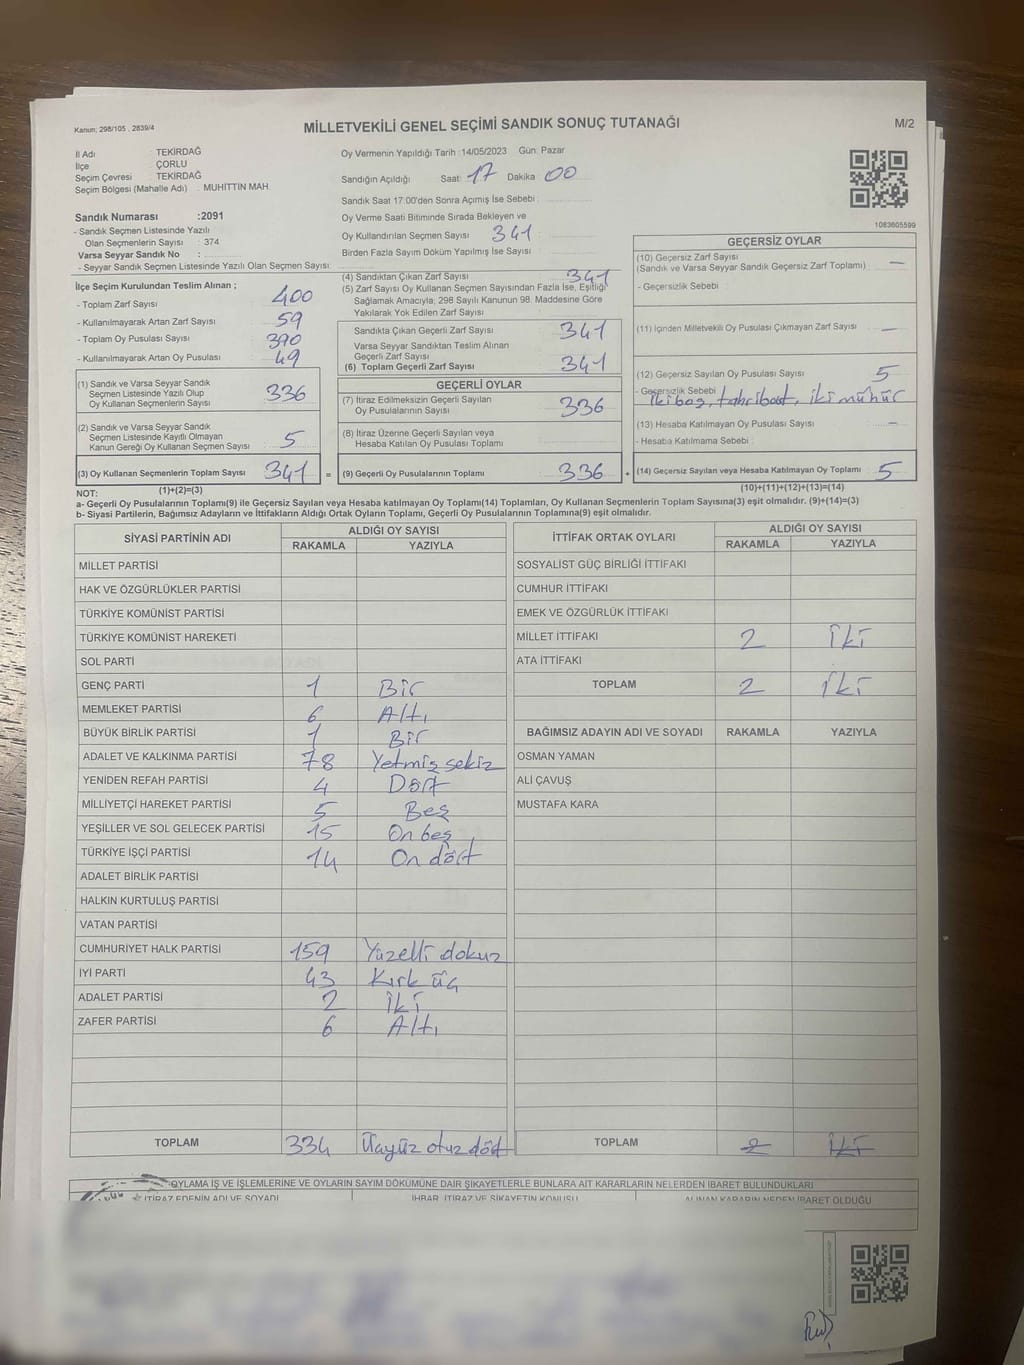 Kanun; 298/105 , 2839/4
MİLLETVEKİLİ GENEL SEÇİMİ SANDIK SONUÇ TUTANAĞI
M/2
İl Adı : TEKİRDAĞ
İlçe : ÇORLU
Seçim Çevresi : TEKİRDAĞ
Seçim Bölgesi (Mahalle Adı) : MUHİTTİN MAH.
Sandık Numarası :2091
- Sandık Seçmen Listesinde Yazılı
Olan Seçmenlerin Sayısı : 374
Varsa Seyyar Sandık No :
- Seyyar Sandık Seçmen Listesinde Yazılı Olan Seçmen Sayısı:
Oy Vermenin Yapıldığı Tarih :14/05/2023 Gün: Pazar
Sandığın Açıldığı Saat: 17 Dakika 00
Sandık Saat 17:00'den Sonra Açımış İse Sebebi :
Oy Verme Saati Bitiminde Sırada Bekleyen ve
Oy Kullandırılan Seçmen Sayısı 341
Birden Fazla Sayım Döküm Yapılmış İse Sayısı :
1083605599
İlçe Seçim Kurulundan Teslim Alınan ;
- Toplam Zarf Sayısı 400
- Kullanılmayarak Artan Zarf Sayısı 59
- Toplam Oy Pusulası Sayısı 390
- Kullanılmayarak Artan Oy Pusulası 49
(1) Sandık ve Varsa Seyyar Sandık
Seçmen Listesinde Yazılı Olup
Oy Kullanan Seçmenlerin Sayısı 336
(2) Sandık ve Varsa Seyyar Sandık
Seçmen Listesinde Kayıtlı Olmayan
Kanun Gereği Oy Kullanan Seçmen Sayısı 5
(3) Oy Kullanan Seçmenlerin Toplam Sayısı 341 =
(1)+(2)=(3)
(4) Sandıktan Çıkan Zarf Sayısı 341
(5) Zarf Sayısı Oy Kullanan Seçmen Sayısından Fazla İse, Eşitliği
Sağlamak Amacıyla; 298 Sayılı Kanunun 98. Maddesine Göre
Yakılarak Yok Edilen Zarf Sayısı :
Sandıkta Çıkan Geçerli Zarf Sayısı 341
Varsa Seyyar Sandıktan Teslim Alınan
Geçerli Zarf Sayısı
(6) Toplam Geçerli Zarf Sayısı 341
GEÇERLİ OYLAR
(7) İtiraz Edilmeksizin Geçerli Sayılan
Oy Pusulalarının Sayısı 336
(8) İtiraz Üzerine Geçerli Sayılan veya
Hesaba Katılan Oy Pusulası Toplamı
(9) Geçerli Oy Pusulalarının Toplamı 336 +
GEÇERSİZ OYLAR
(10) Geçersiz Zarf Sayısı
(Sandık ve Varsa Seyyar Sandık Geçersiz Zarf Toplamı) : —
- Geçersizlik Sebebi :
(11) İçinden Milletvekili Oy Pusulası Çıkmayan Zarf Sayısı : —
(12) Geçersiz Sayılan Oy Pusulası Sayısı 5
- Geçersizlik Sebebi : iki boş, tahribat, iki mühür
(13) Hesaba Katılmayan Oy Pusulası Sayısı : —
- Hesaba Katılmama Sebebi :
(14) Geçersiz Sayılan veya Hesaba Katılmayan Oy Toplamı 5
(10)+(11)+(12)+(13)=(14)
NOT:
a- Geçerli Oy Pusulalarının Toplamı(9) ile Geçersiz Sayılan veya Hesaba katılmayan Oy Toplamı(14) Toplamları, Oy Kullanan Seçmenlerin Toplam Sayısına(3) eşit olmalıdır. (9)+(14)=(3)
b- Siyasi Partilerin, Bağımsız Adayların ve İttifakların Aldığı Ortak Oyların Toplamı, Geçerli Oy Pusulalarının Toplamına(9) eşit olmalıdır.
SİYASİ PARTİNİN ADI ALDIĞI OY SAYISI
RAKAMLA YAZIYLA
MİLLET PARTİSİ
HAK VE ÖZGÜRLÜKLER PARTİSİ
TÜRKİYE KOMÜNİST PARTİSİ
TÜRKİYE KOMÜNİST HAREKETİ
SOL PARTİ
GENÇ PARTİ 1 Bir
MEMLEKET PARTİSİ 6 Altı
BÜYÜK BİRLİK PARTİSİ 1 Bir
ADALET VE KALKINMA PARTİSİ 78 Yetmiş sekiz
YENİDEN REFAH PARTİSİ 4 Dört
MİLLİYETÇİ HAREKET PARTİSİ 5 Beş
YEŞİLLER VE SOL GELECEK PARTİSİ 15 On beş
TÜRKİYE İŞÇİ PARTİSİ 14 On dört
ADALET BİRLİK PARTİSİ
HALKIN KURTULUŞ PARTİSİ
VATAN PARTİSİ
CUMHURİYET HALK PARTİSİ 159 Yüzelli dokuz
İYİ PARTİ 43 Kırk üç
ADALET PARTİSİ 2 İki
ZAFER PARTİSİ 6 Altı
TOPLAM 334 Üçyüz otuz dört
İTTİFAK ORTAK OYLARI ALDIĞI OY SAYISI
RAKAMLA YAZIYLA
SOSYALİST GÜÇ BİRLİĞİ İTTİFAKI
CUMHUR İTTİFAKI
EMEK VE ÖZGÜRLÜK İTTİFAKI
MİLLET İTTİFAKI 2 İki
ATA İTTİFAKI
TOPLAM 2 İki
BAĞIMSIZ ADAYIN ADI VE SOYADI RAKAMLA YAZIYLA
OSMAN YAMAN
ALİ ÇAVUŞ
MUSTAFA KARA
TOPLAM 2 İki
OYLAMA İŞ VE İŞLEMLERİNE VE OYLARIN SAYIM DÖKÜMÜNE DAİR ŞİKAYETLERLE BUNLARA AİT KARARLARIN NELERDEN İBARET BULUNDUKLARI
İTİRAZ EDENİN ADI VE SOYADI İHBAR, İTİRAZ VE ŞİKAYETİN KONUSU ALINAN KARARIN NEDEN İBARET OLDUĞU